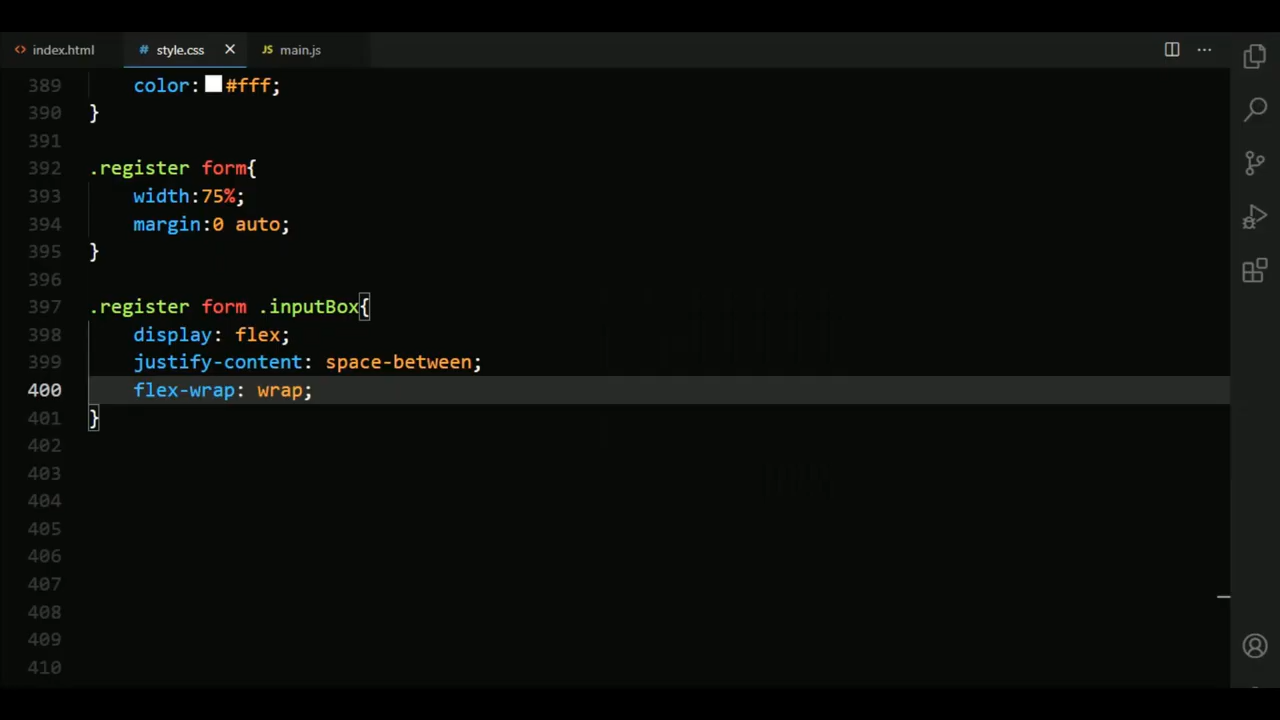 index.html style.css main.js
389 color: #fff;
390 }
391
392 .register form{
393 width:75%;
394 margin:0 auto;
395 }
396
397 .register form .inputBox{
398 display: flex;
399 justify-content: space-between;
400 flex-wrap: wrap;
401 }
402
403
404
405
406
407
408
409
410